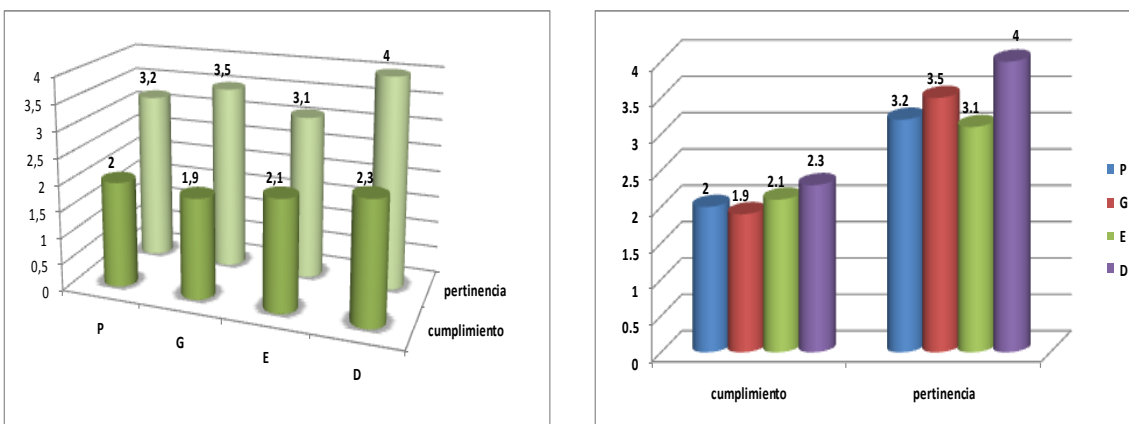 4
3,5
3
2,5
2
1,5
1
0,5
0
3,2
3,5
3,1
4
2
1,9
2,1
2,3
pertinencia
cumplimiento
P
G
E
D
4
3.5
3
2.5
2
1.5
1
0.5
0
2
1.9
2.1
2.3
3.2
3.5
3.1
4
cumplimiento
pertinencia
P
G
E
D